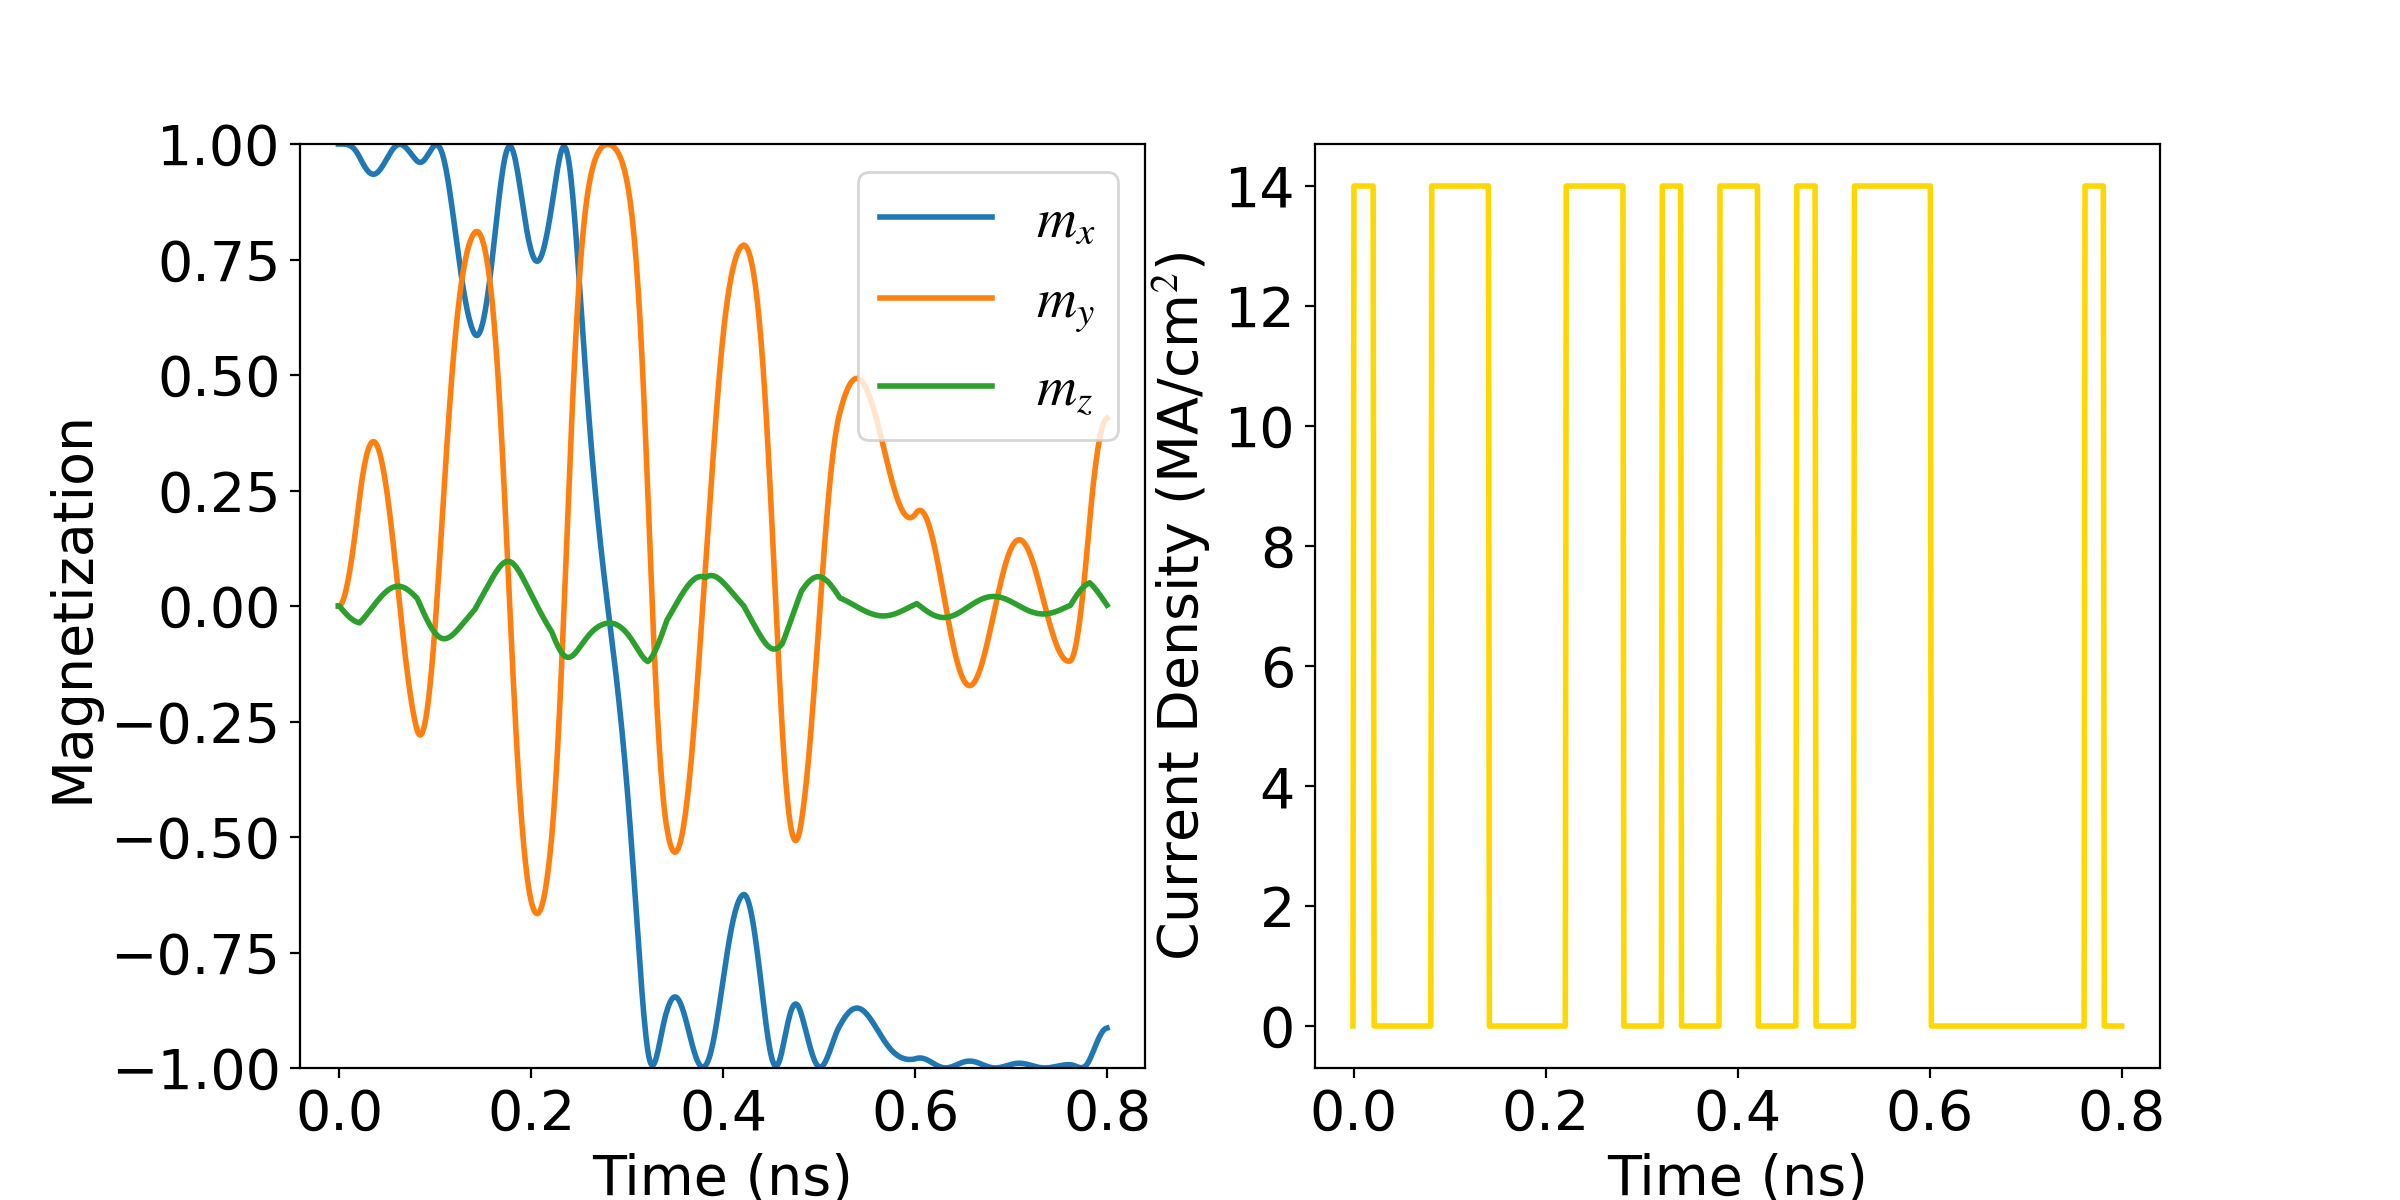 Magnetization
1.00
0.75
0.50
0.25
0.00
−0.25
−0.50
−0.75
−1.00
0.0 0.2 0.4 0.6 0.8
Time (ns)
m_x
m_y
m_z
Current Density (MA/cm²)
14
12
10
8
6
4
2
0
0.0 0.2 0.4 0.6 0.8
Time (ns)